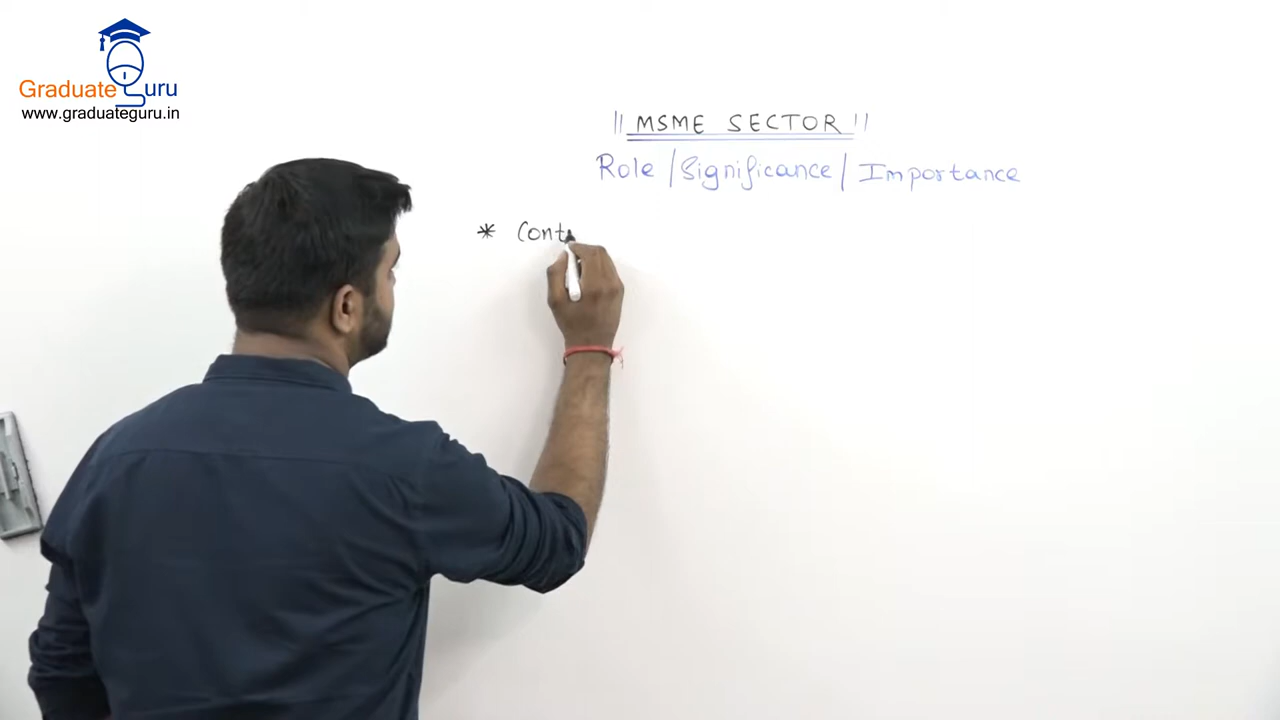 Graduate Guru
www.graduateguru.in
|| MSME SECTOR ||
Role / Significance / Importance
* Cont